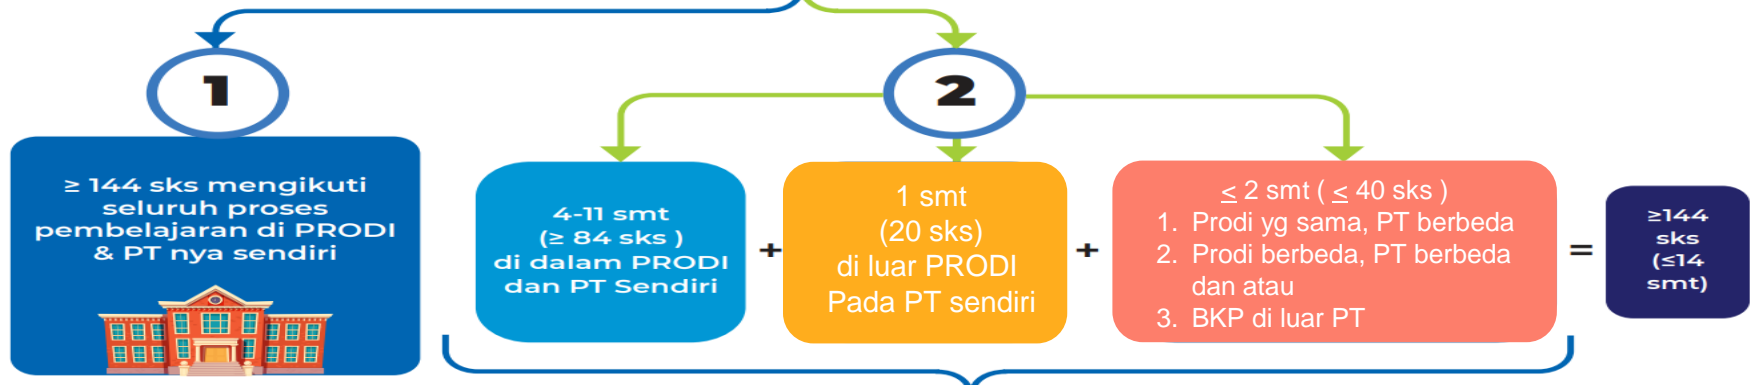 1
≥ 144 sks mengikuti
seluruh proses
pembelajaran di PRODI
& PT nya sendiri
2
4-11 smt
(≥ 84 sks )
di dalam PRODI
dan PT Sendiri
+
1 smt
(20 sks)
di luar PRODI
Pada PT sendiri
+
≤ 2 smt ( ≤ 40 sks )
1. Prodi yg sama, PT berbeda
2. Prodi berbeda, PT berbeda
dan atau
3. BKP di luar PT
=
≥144
sks
(≤14
smt)